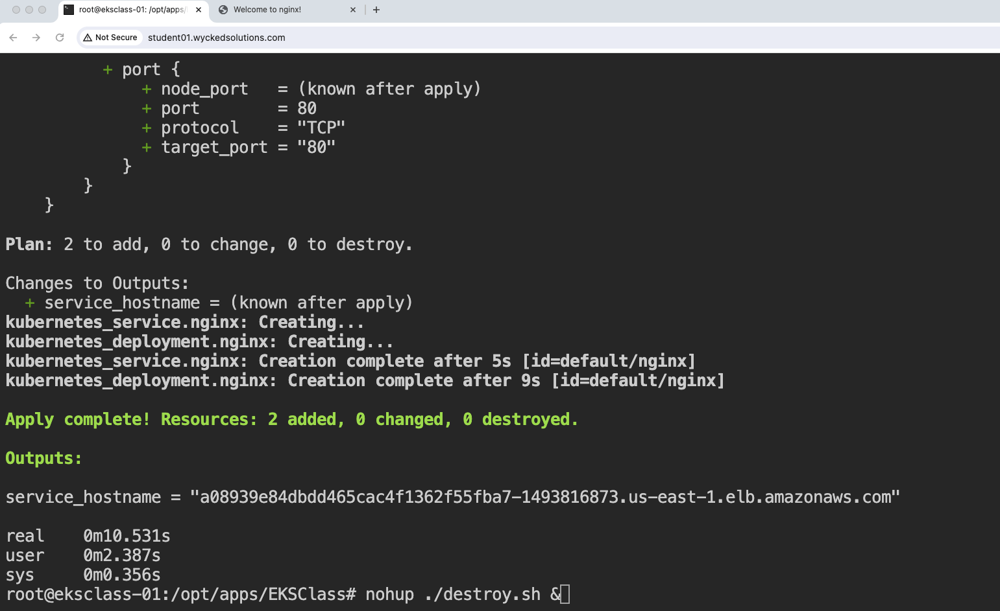 root@eksclass-01: /opt/apps/
Welcome to nginx!
Not Secure
student01.wyckedsolutions.com
+ port {
+ node_port = (known after apply)
+ port = 80
+ protocol = "TCP"
+ target_port = "80"
}
}
}
Plan: 2 to add, 0 to change, 0 to destroy.
Changes to Outputs:
+ service_hostname = (known after apply)
kubernetes_service.nginx: Creating...
kubernetes_deployment.nginx: Creating...
kubernetes_service.nginx: Creation complete after 5s [id=default/nginx]
kubernetes_deployment.nginx: Creation complete after 9s [id=default/nginx]
Apply complete! Resources: 2 added, 0 changed, 0 destroyed.
Outputs:
service_hostname = "a08939e84dbdd465cac4f1362f55fba7-1493816873.us-east-1.elb.amazonaws.com"
real 0m10.531s
user 0m2.387s
sys 0m0.356s
root@eksclass-01:/opt/apps/EKSClass# nohup ./destroy.sh &